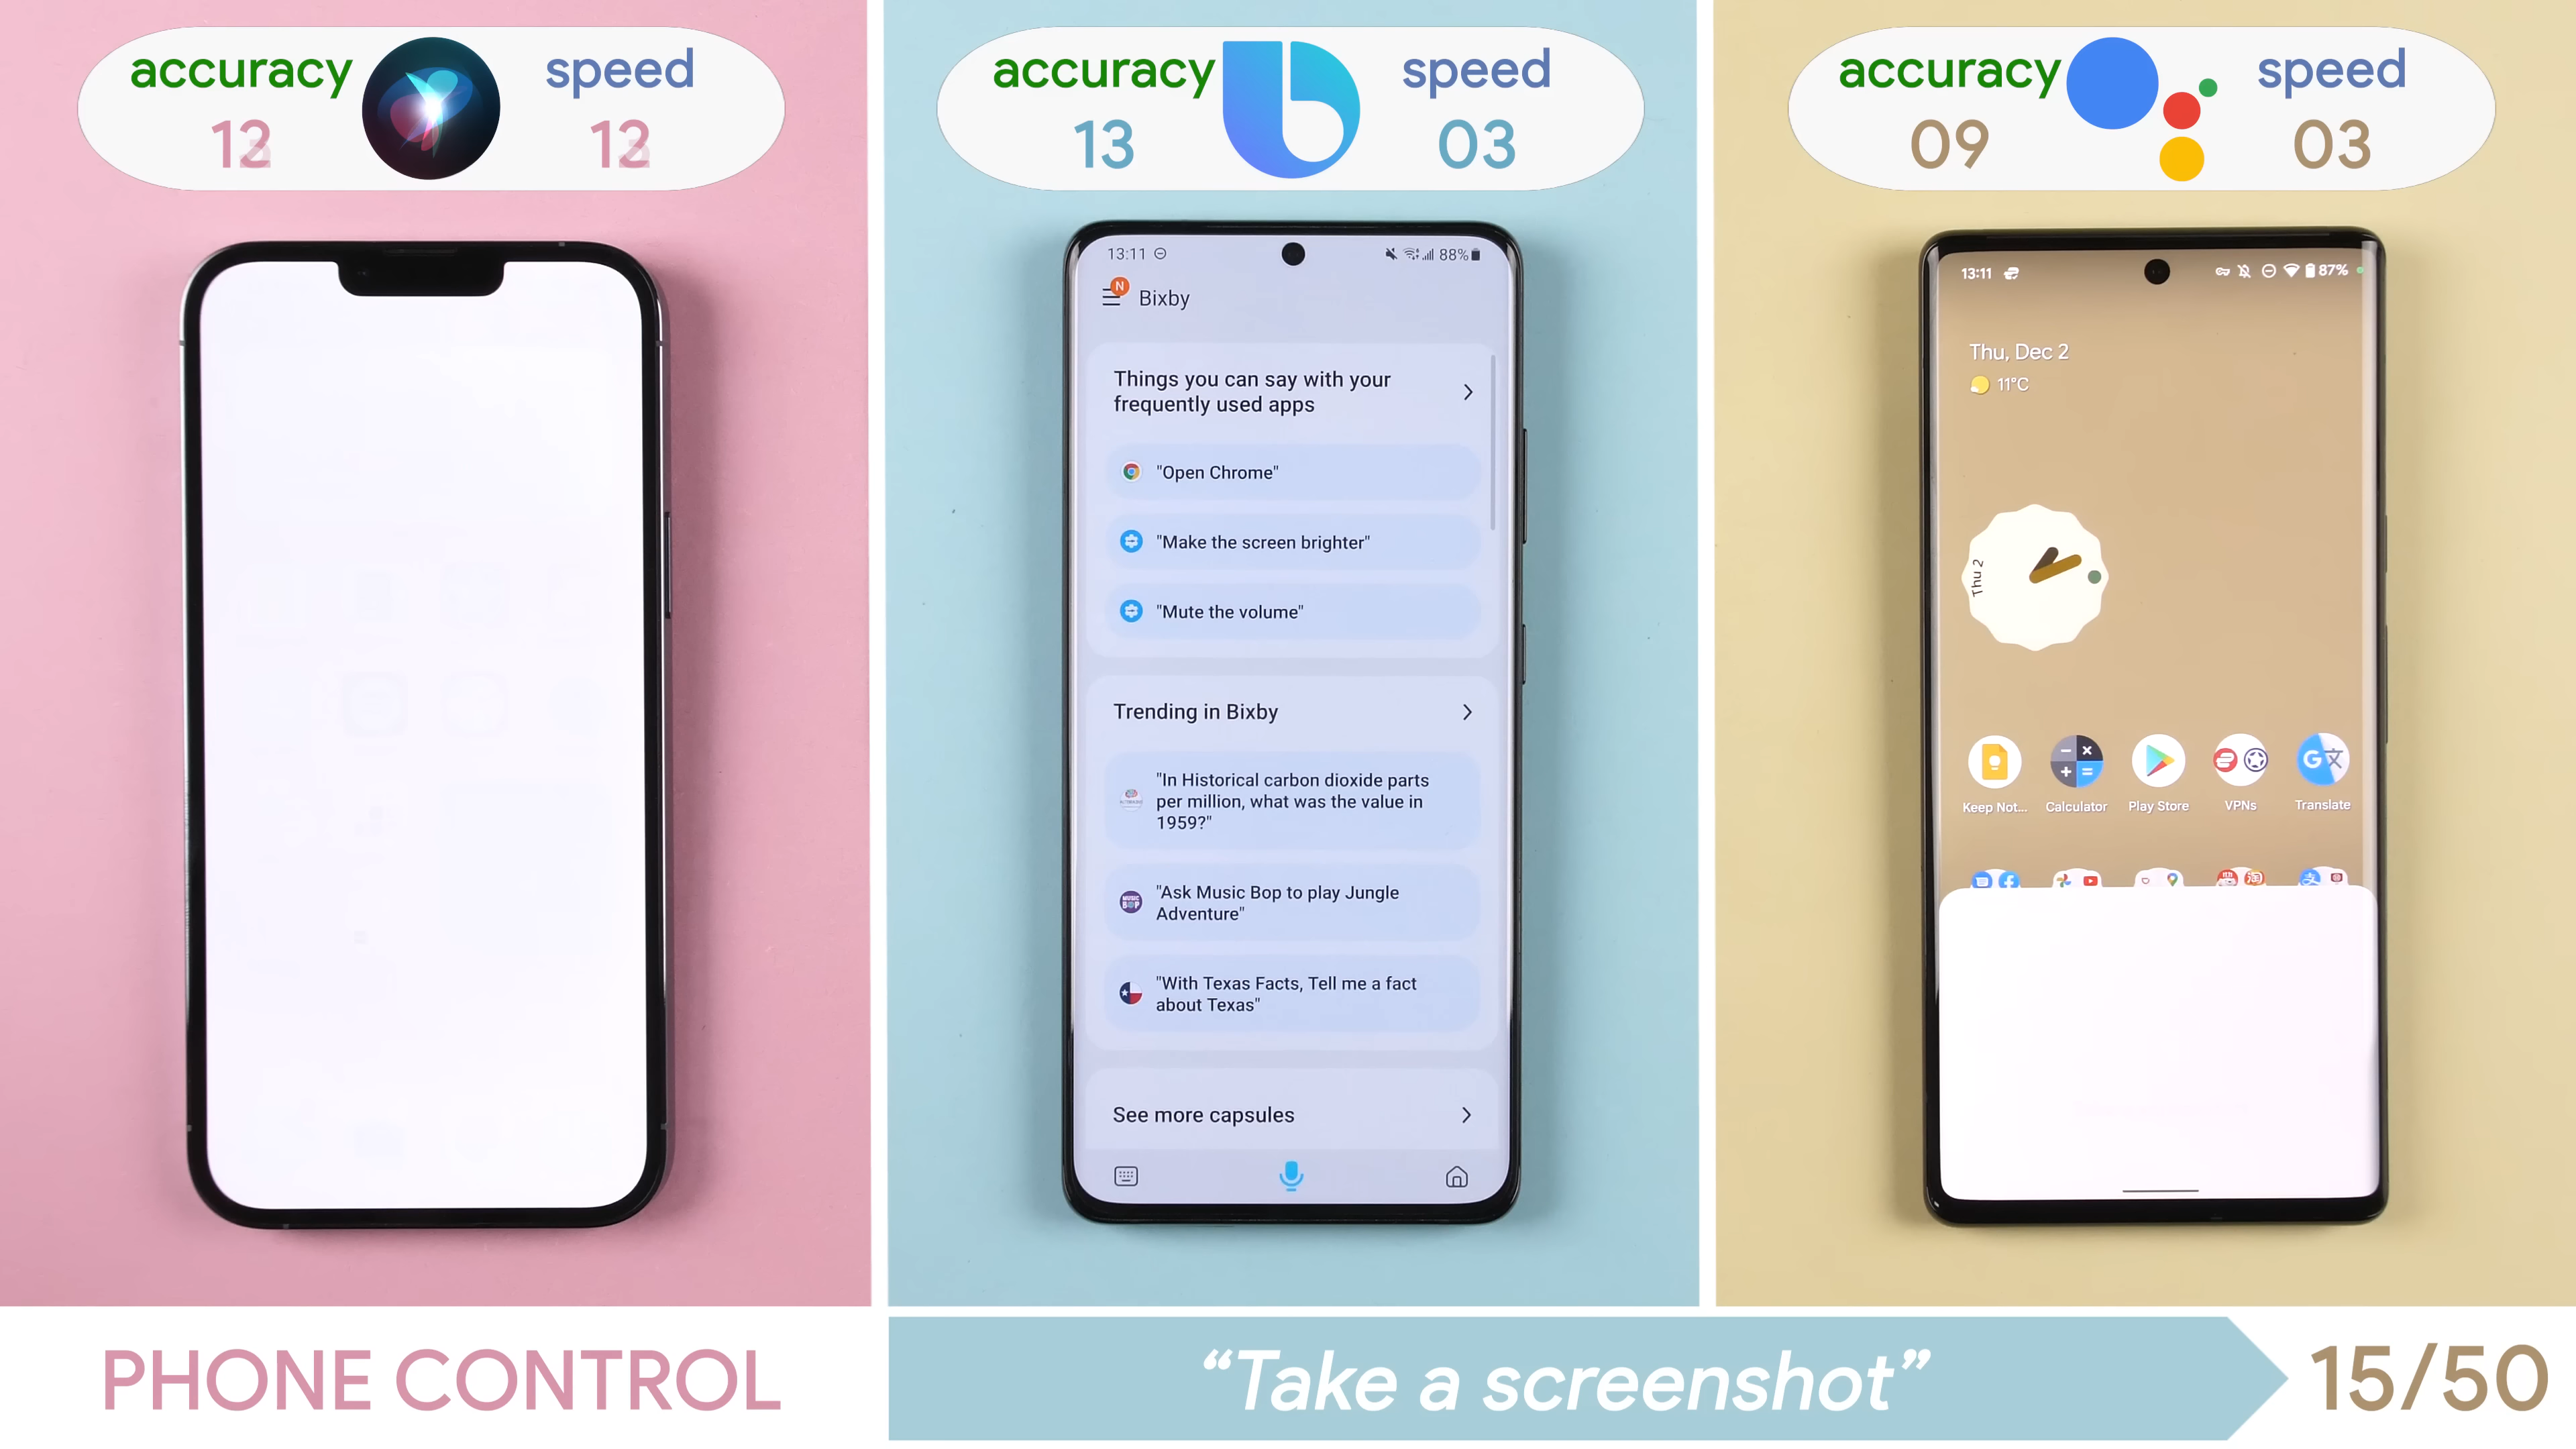 accuracy
speed
accuracy
13
speed
03
accuracy
09
speed
03
13:11
88%
N
Bixby
Things you can say with your
frequently used apps
"Open Chrome"
"Make the screen brighter"
"Mute the volume"
Trending in Bixby
"In Historical carbon dioxide parts
per million, what was the value in
1959?"
MUSIC
BOP
"Ask Music Bop to play Jungle
Adventure"
"With Texas Facts, Tell me a fact
about Texas"
See more capsules
13:11
87%
Thu, Dec 2
11°C
Thu 2
G文
Keep Not...
Calculator
Play Store
VPNs
Translate
PHONE CONTROL
“Take a screenshot”
15/50